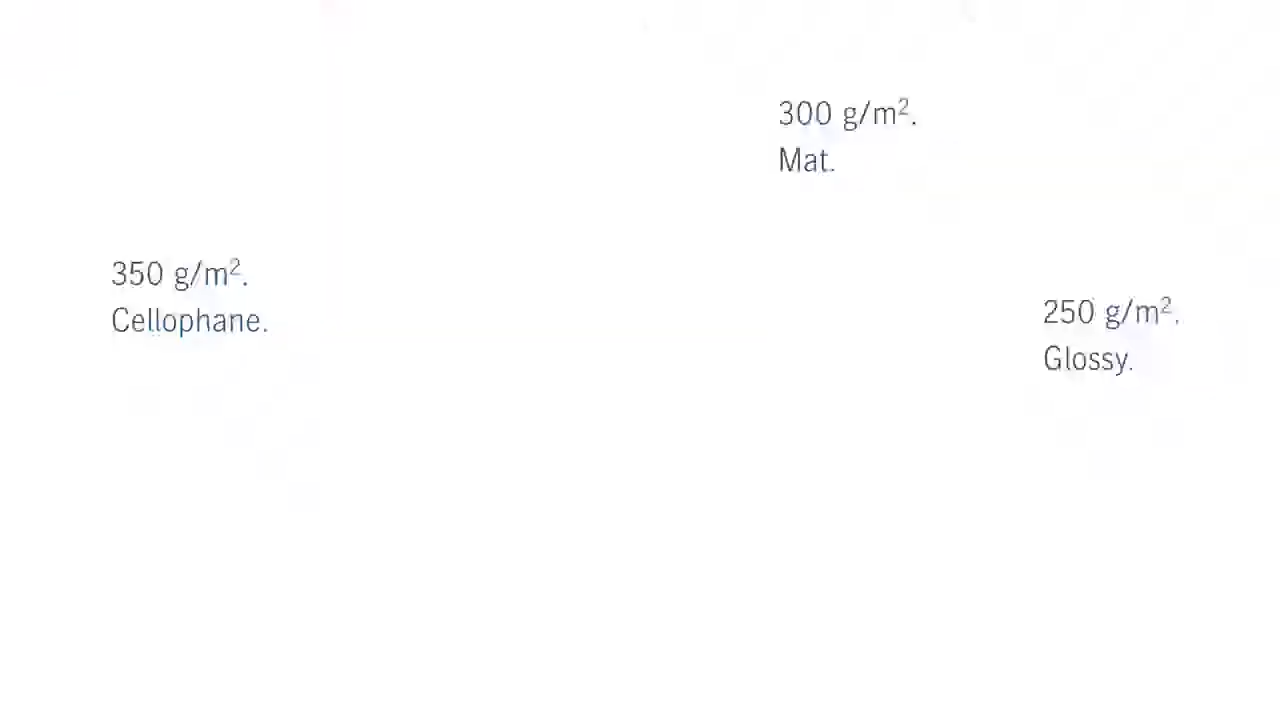 300 g/m².
Mat.
350 g/m².
Cellophane.
250 g/m².
Glossy.